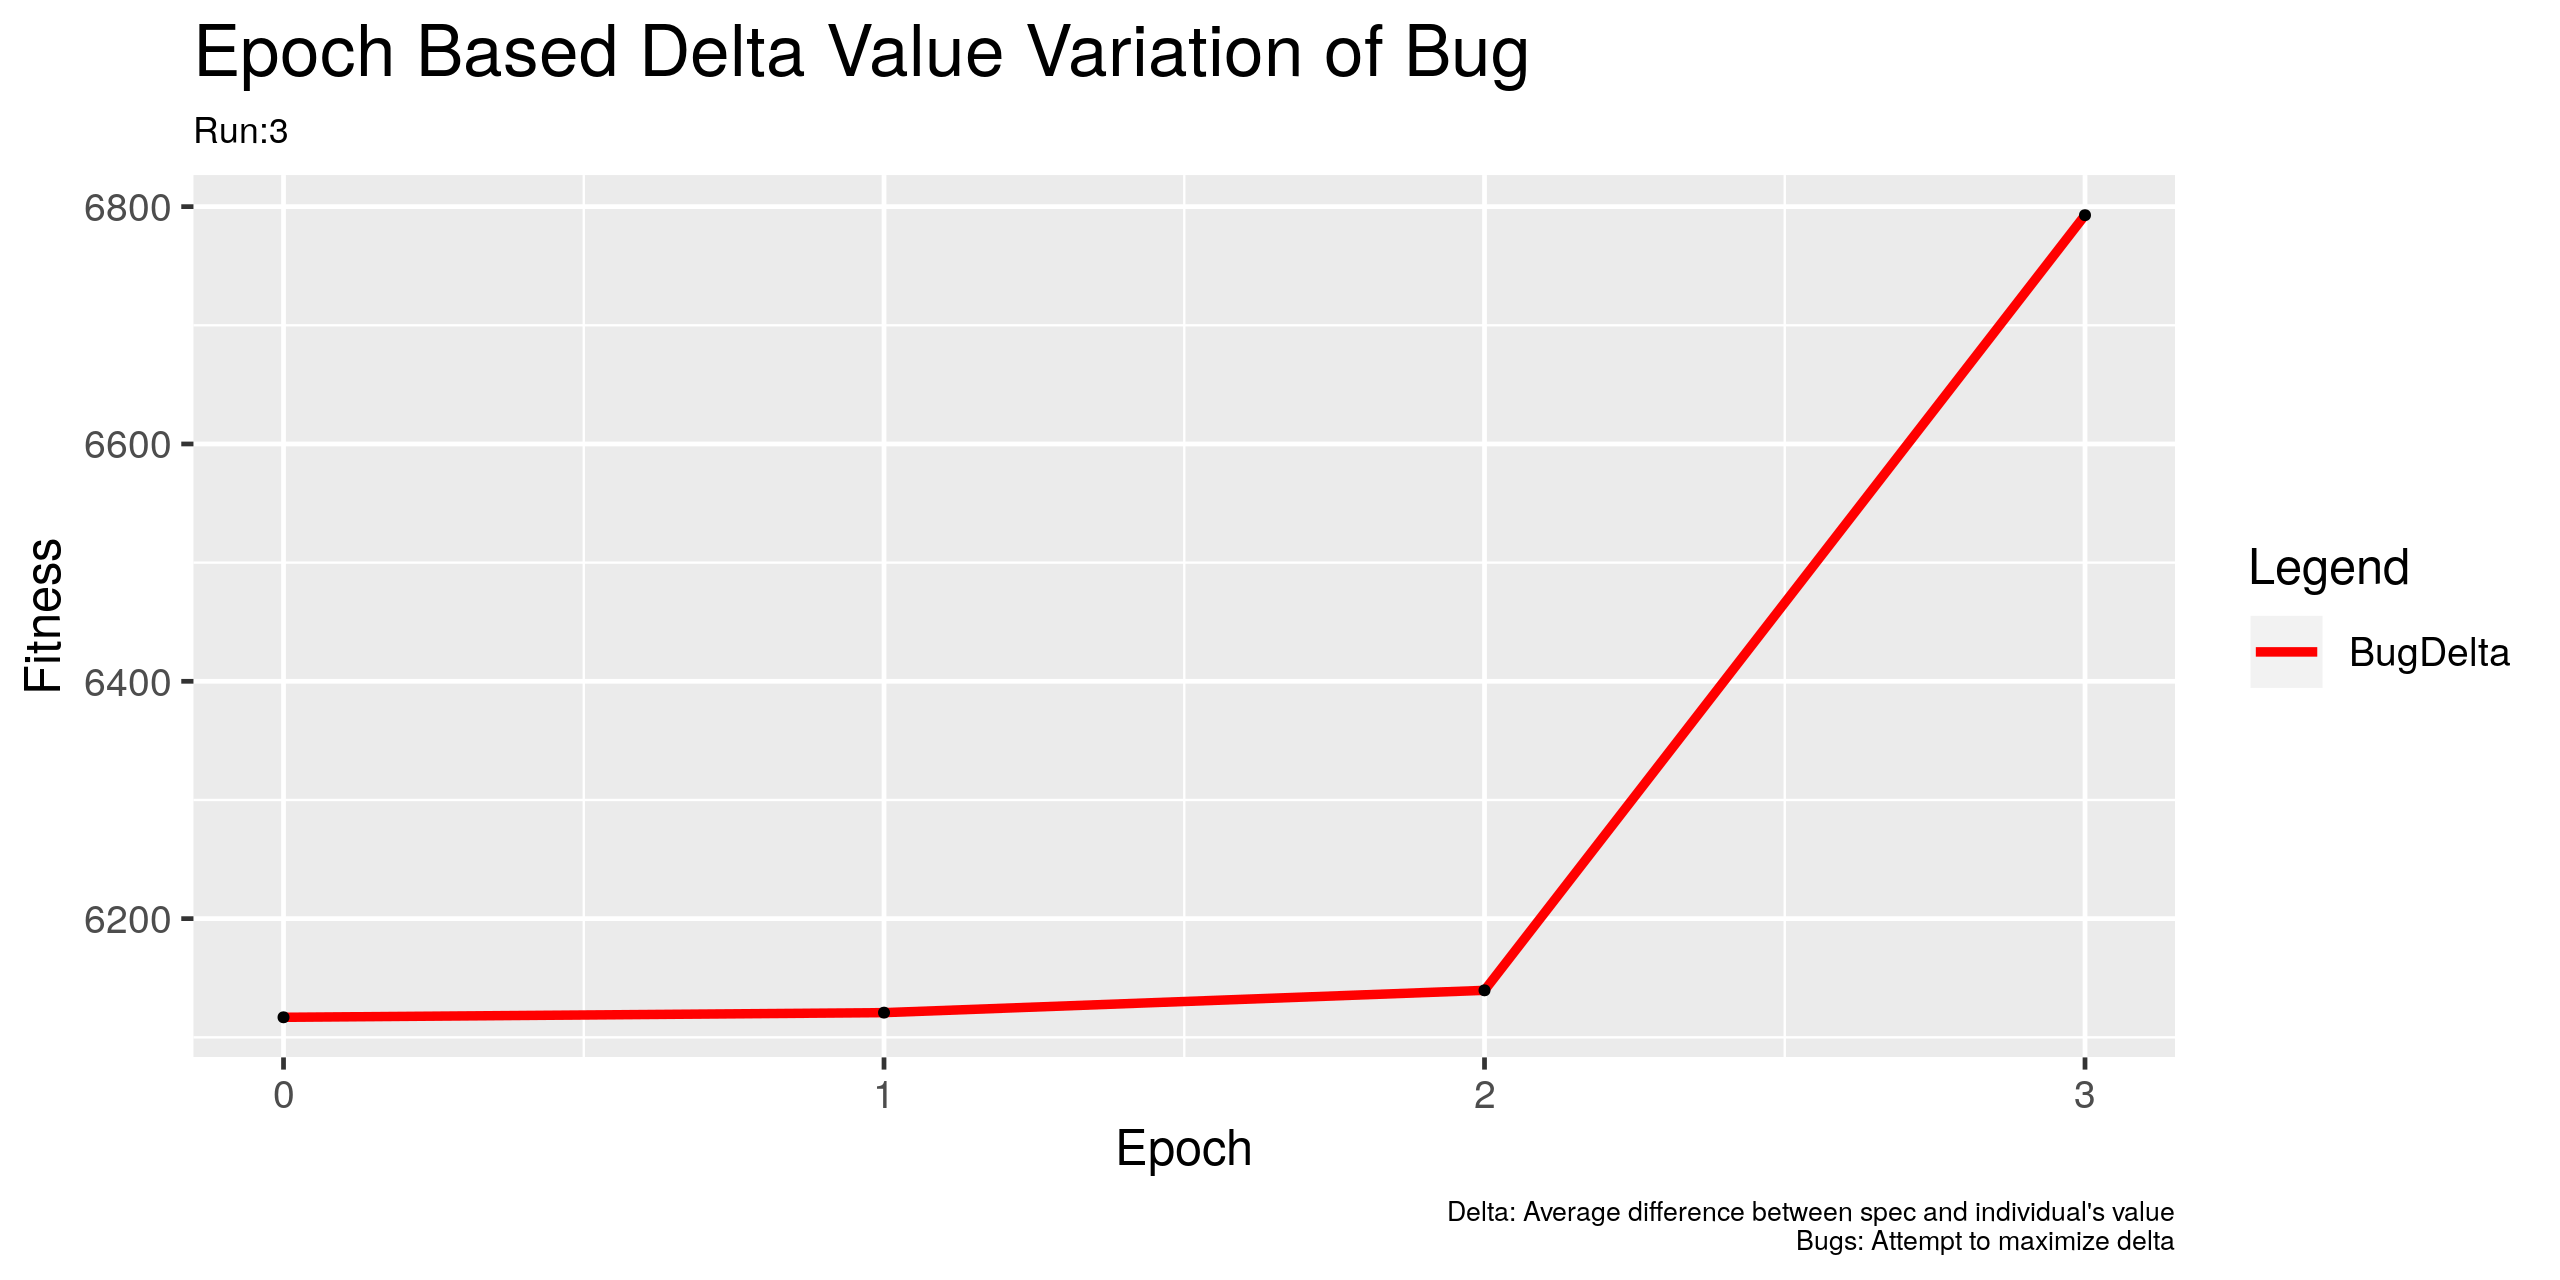 Epoch Based Delta Value Variation of Bug
Run:3
6800
6600
6400
6200
Fitness
0 1 2 3
Epoch
Legend
BugDelta
Delta: Average difference between spec and individual's value
Bugs: Attempt to maximize delta